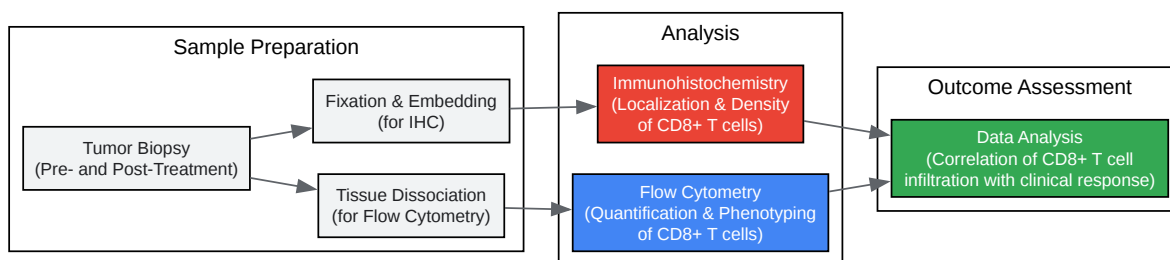 Sample Preparation
Tumor Biopsy
(Pre- and Post-Treatment)
Fixation & Embedding
(for IHC)
Tissue Dissociation
(for Flow Cytometry)
Analysis
Immunohistochemistry
(Localization & Density
of CD8+ T cells)
Flow Cytometry
(Quantification & Phenotyping
of CD8+ T cells)
Outcome Assessment
Data Analysis
(Correlation of CD8+ T cell
infiltration with clinical response)